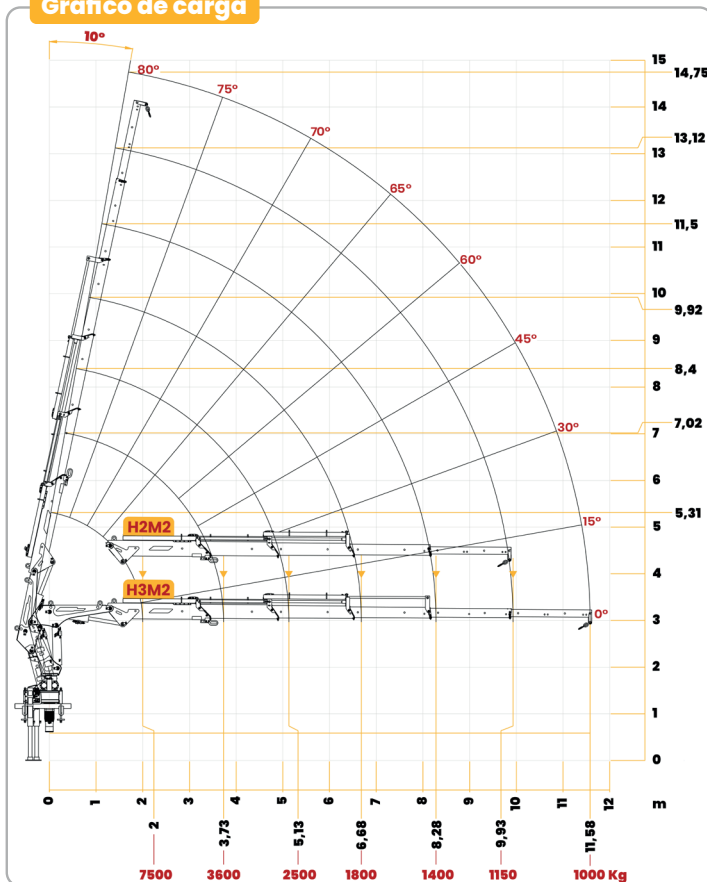 Gráfico de carga
10º
80º
15
14,75
75º
14
70º
13,12
13
65º
12
11,5
11
60º
10
9,92
45º
9
8,4
8
30º
7,02
7
6
H2M2
15º
5,31
5
4
H3M2
0º
3
2
1
0
0 1 2 3 4 5 6 7 8 9 10 11 12 m
2 3,73 5,13 6,68 8,28 9,93 11,58
7500 3600 2500 1800 1400 1150 1000 Kg